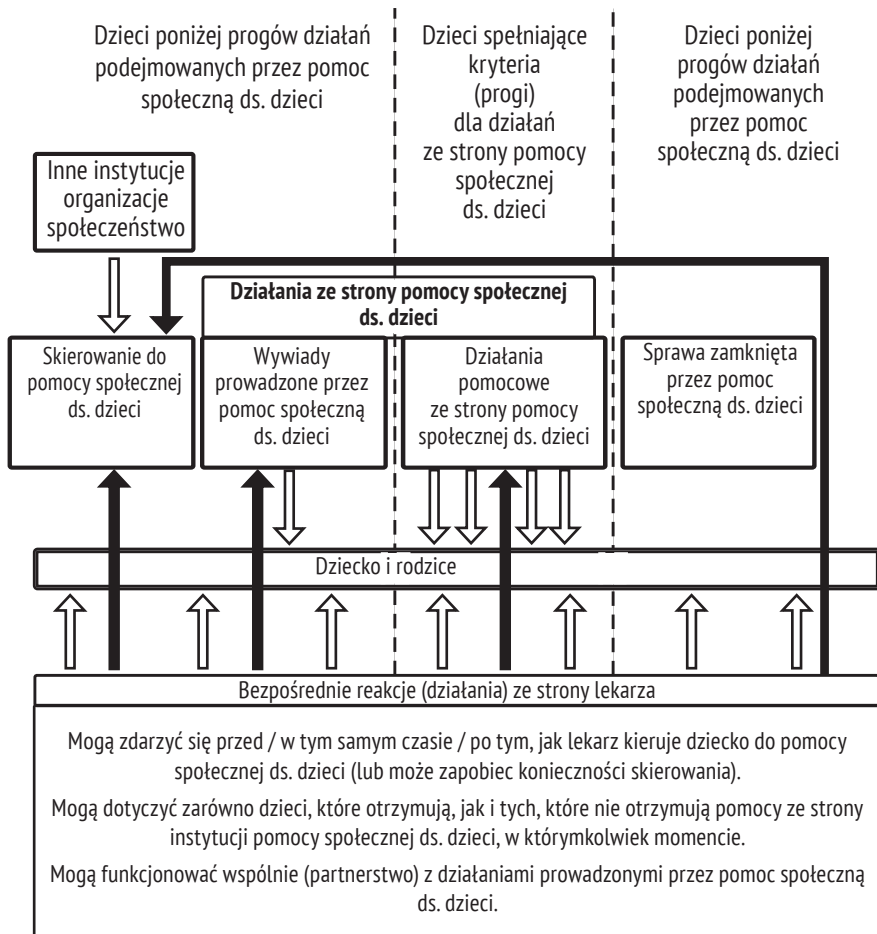 Dzieci poniżej progów działań
podejmowanych przez pomoc
społeczną ds. dzieci
Dzieci spełniające
kryteria
(progi)
dla działań
ze strony pomocy
społecznej
ds. dzieci
Dzieci poniżej
progów działań
podejmowanych
przez pomoc
społeczną ds. dzieci
Inne instytucje
organizacje
społeczeństwo
Działania ze strony pomocy społecznej
ds. dzieci
Skierowanie do
pomocy społecznej
ds. dzieci
Wywiady
prowadzone przez
pomoc społeczną
ds. dzieci
Działania
pomocowe
ze strony pomocy
społecznej ds. dzieci
Sprawa zamknięta
przez pomoc
społeczną ds. dzieci
Dziecko i rodzice
Bezpośrednie reakcje (działania) ze strony lekarza
Mogą zdarzyć się przed / w tym samym czasie / po tym, jak lekarz kieruje dziecko do pomocy
społecznej ds. dzieci (lub może zapobiec konieczności skierowania).
Mogą dotyczyć zarówno dzieci, które otrzymują, jak i tych, które nie otrzymują pomocy ze strony
instytucji pomocy społecznej ds. dzieci, w którymkolwiek momencie.
Mogą funkcjonować wspólnie (partnerstwo) z działaniami prowadzonymi przez pomoc społeczną
ds. dzieci.